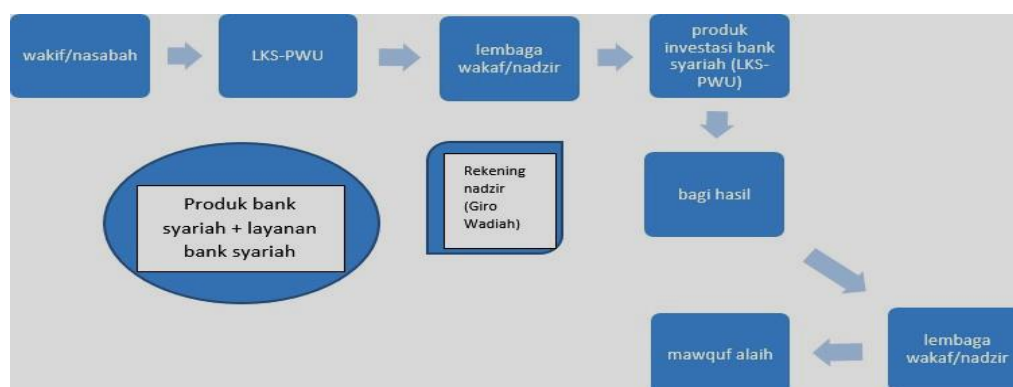 wakif/nasabah
LKS-PWU
lembaga
wakaf/nadzir
produk
investasi bank
syariah (LKS-
PWU)
Produk bank
syariah + layanan
bank syariah
Rekening
nadzir
(Giro
Wadiah)
bagi hasil
mawquf alaih
lembaga
wakaf/nadzir